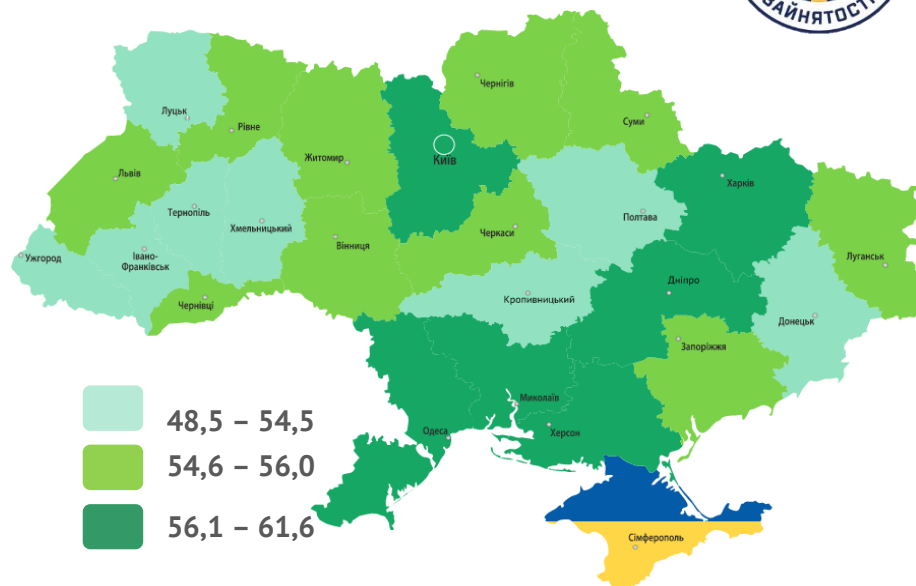 ЗАЙНЯТОСТІ
Чернігів
Луцьк
Рівне
Суми
Київ
Житомир
Харків
Львів
Тернопіль
Полтава
Хмельницький
Черкаси
Вінниця
Луганськ
Ужгород
Івано-
Франківськ
Дніпро
Чернівці
Кропивницький
Донецьк
Запоріжжя
Миколаїв
48,5 – 54,5
Одеса
Херсон
54,6 – 56,0
56,1 – 61,6
Сімферополь